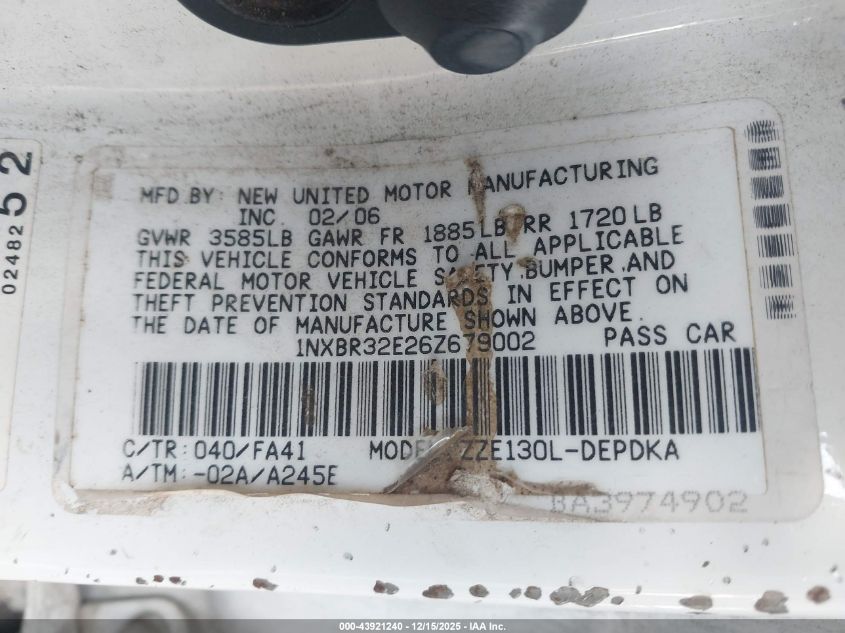 MFD.BY: NEW UNITED MOTOR MANUFACTURING
INC. 02/06
GVWR 3585LB GAWR FR 1885LB RR 1720LB
THIS VEHICLE CONFORMS TO ALL APPLICABLE
FEDERAL MOTOR VEHICLE SAFETY,BUMPER,AND
THEFT PREVENTION STANDARDS IN EFFECT ON
THE DATE OF MANUFACTURE SHOWN ABOVE.
1NXBR32E26Z679002 PASS CAR
C/TR: 040/FA41 MODEL: ZZE130L-DEPDKA
A/TM: -02A/A245E
BA3974902
0248252
000-43921240 - 12/15/2025 - IAA Inc.